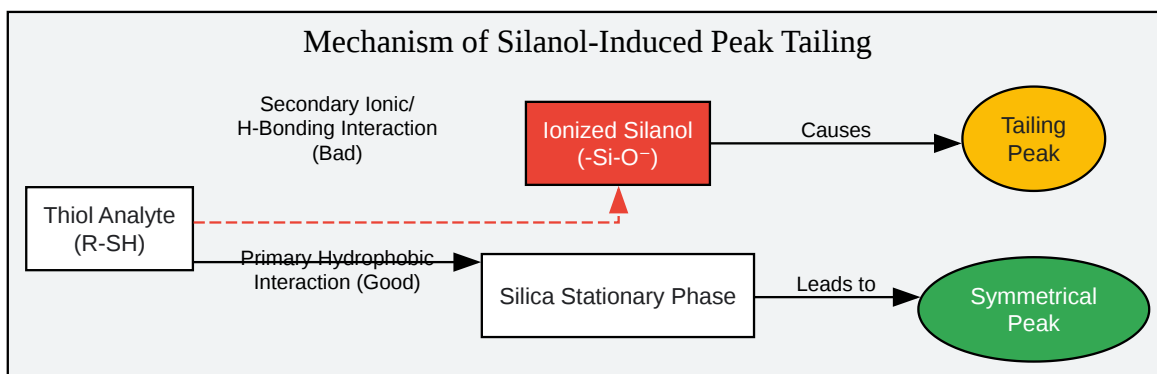 Mechanism of Silanol-Induced Peak Tailing
Secondary Ionic/
H-Bonding Interaction
(Bad)
Ionized Silanol
(-Si-O⁻)
Causes
Tailing
Peak
Thiol Analyte
(R-SH)
Primary Hydrophobic
Interaction (Good)
Silica Stationary Phase
Leads to
Symmetrical
Peak